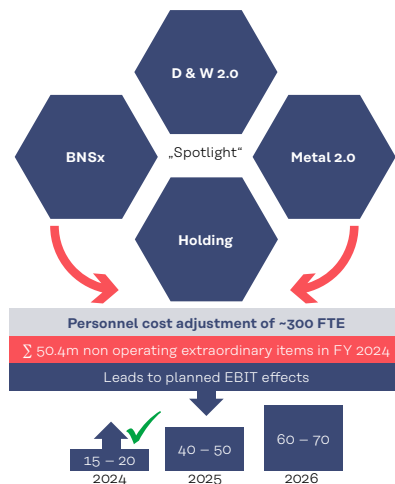 D & W 2.0
BNSx
„Spotlight“
Metal 2.0
Holding
Personnel cost adjustment of ~300 FTE
∑ 50.4m non operating extraordinary items in FY 2024
Leads to planned EBIT effects
15 – 20
40 – 50
60 – 70
2024
2025
2026